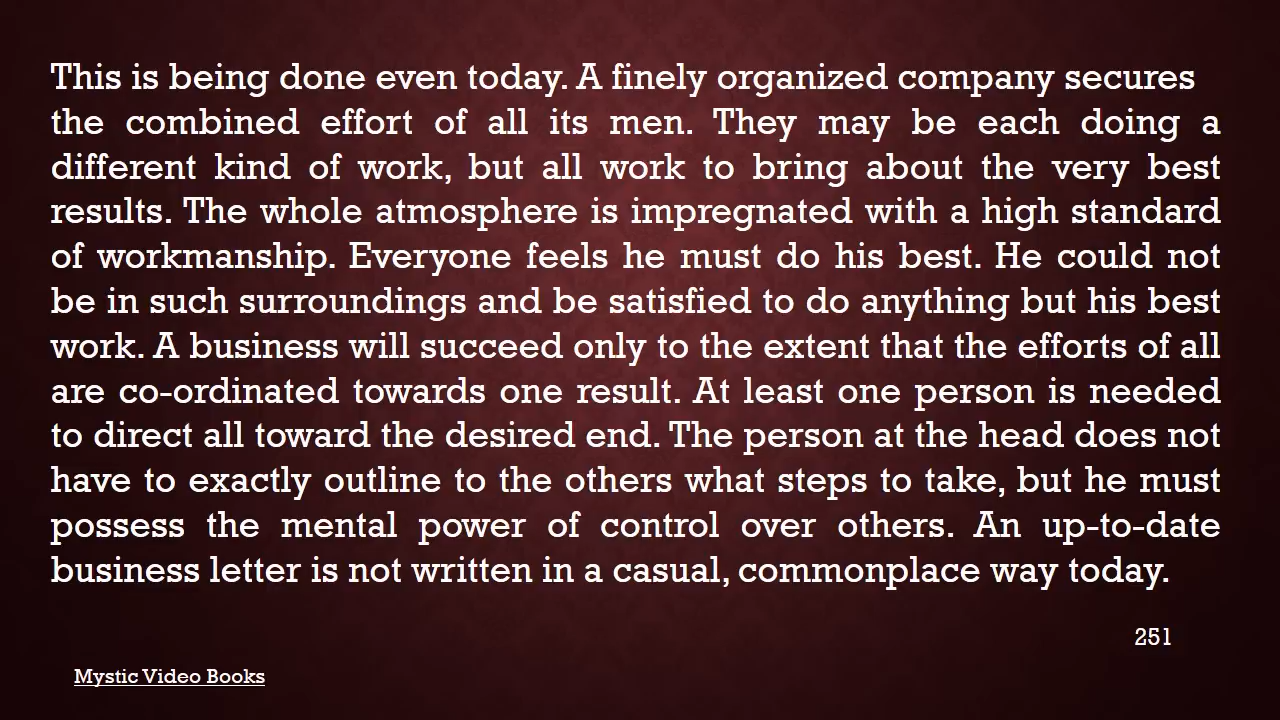 This is being done even today. A finely organized company secures
the combined effort of all its men. They may be each doing a
different kind of work, but all work to bring about the very best
results. The whole atmosphere is impregnated with a high standard
of workmanship. Everyone feels he must do his best. He could not
be in such surroundings and be satisfied to do anything but his best
work. A business will succeed only to the extent that the efforts of all
are co-ordinated towards one result. At least one person is needed
to direct all toward the desired end. The person at the head does not
have to exactly outline to the others what steps to take, but he must
possess the mental power of control over others. An up-to-date
business letter is not written in a casual, commonplace way today.
251
Mystic Video Books